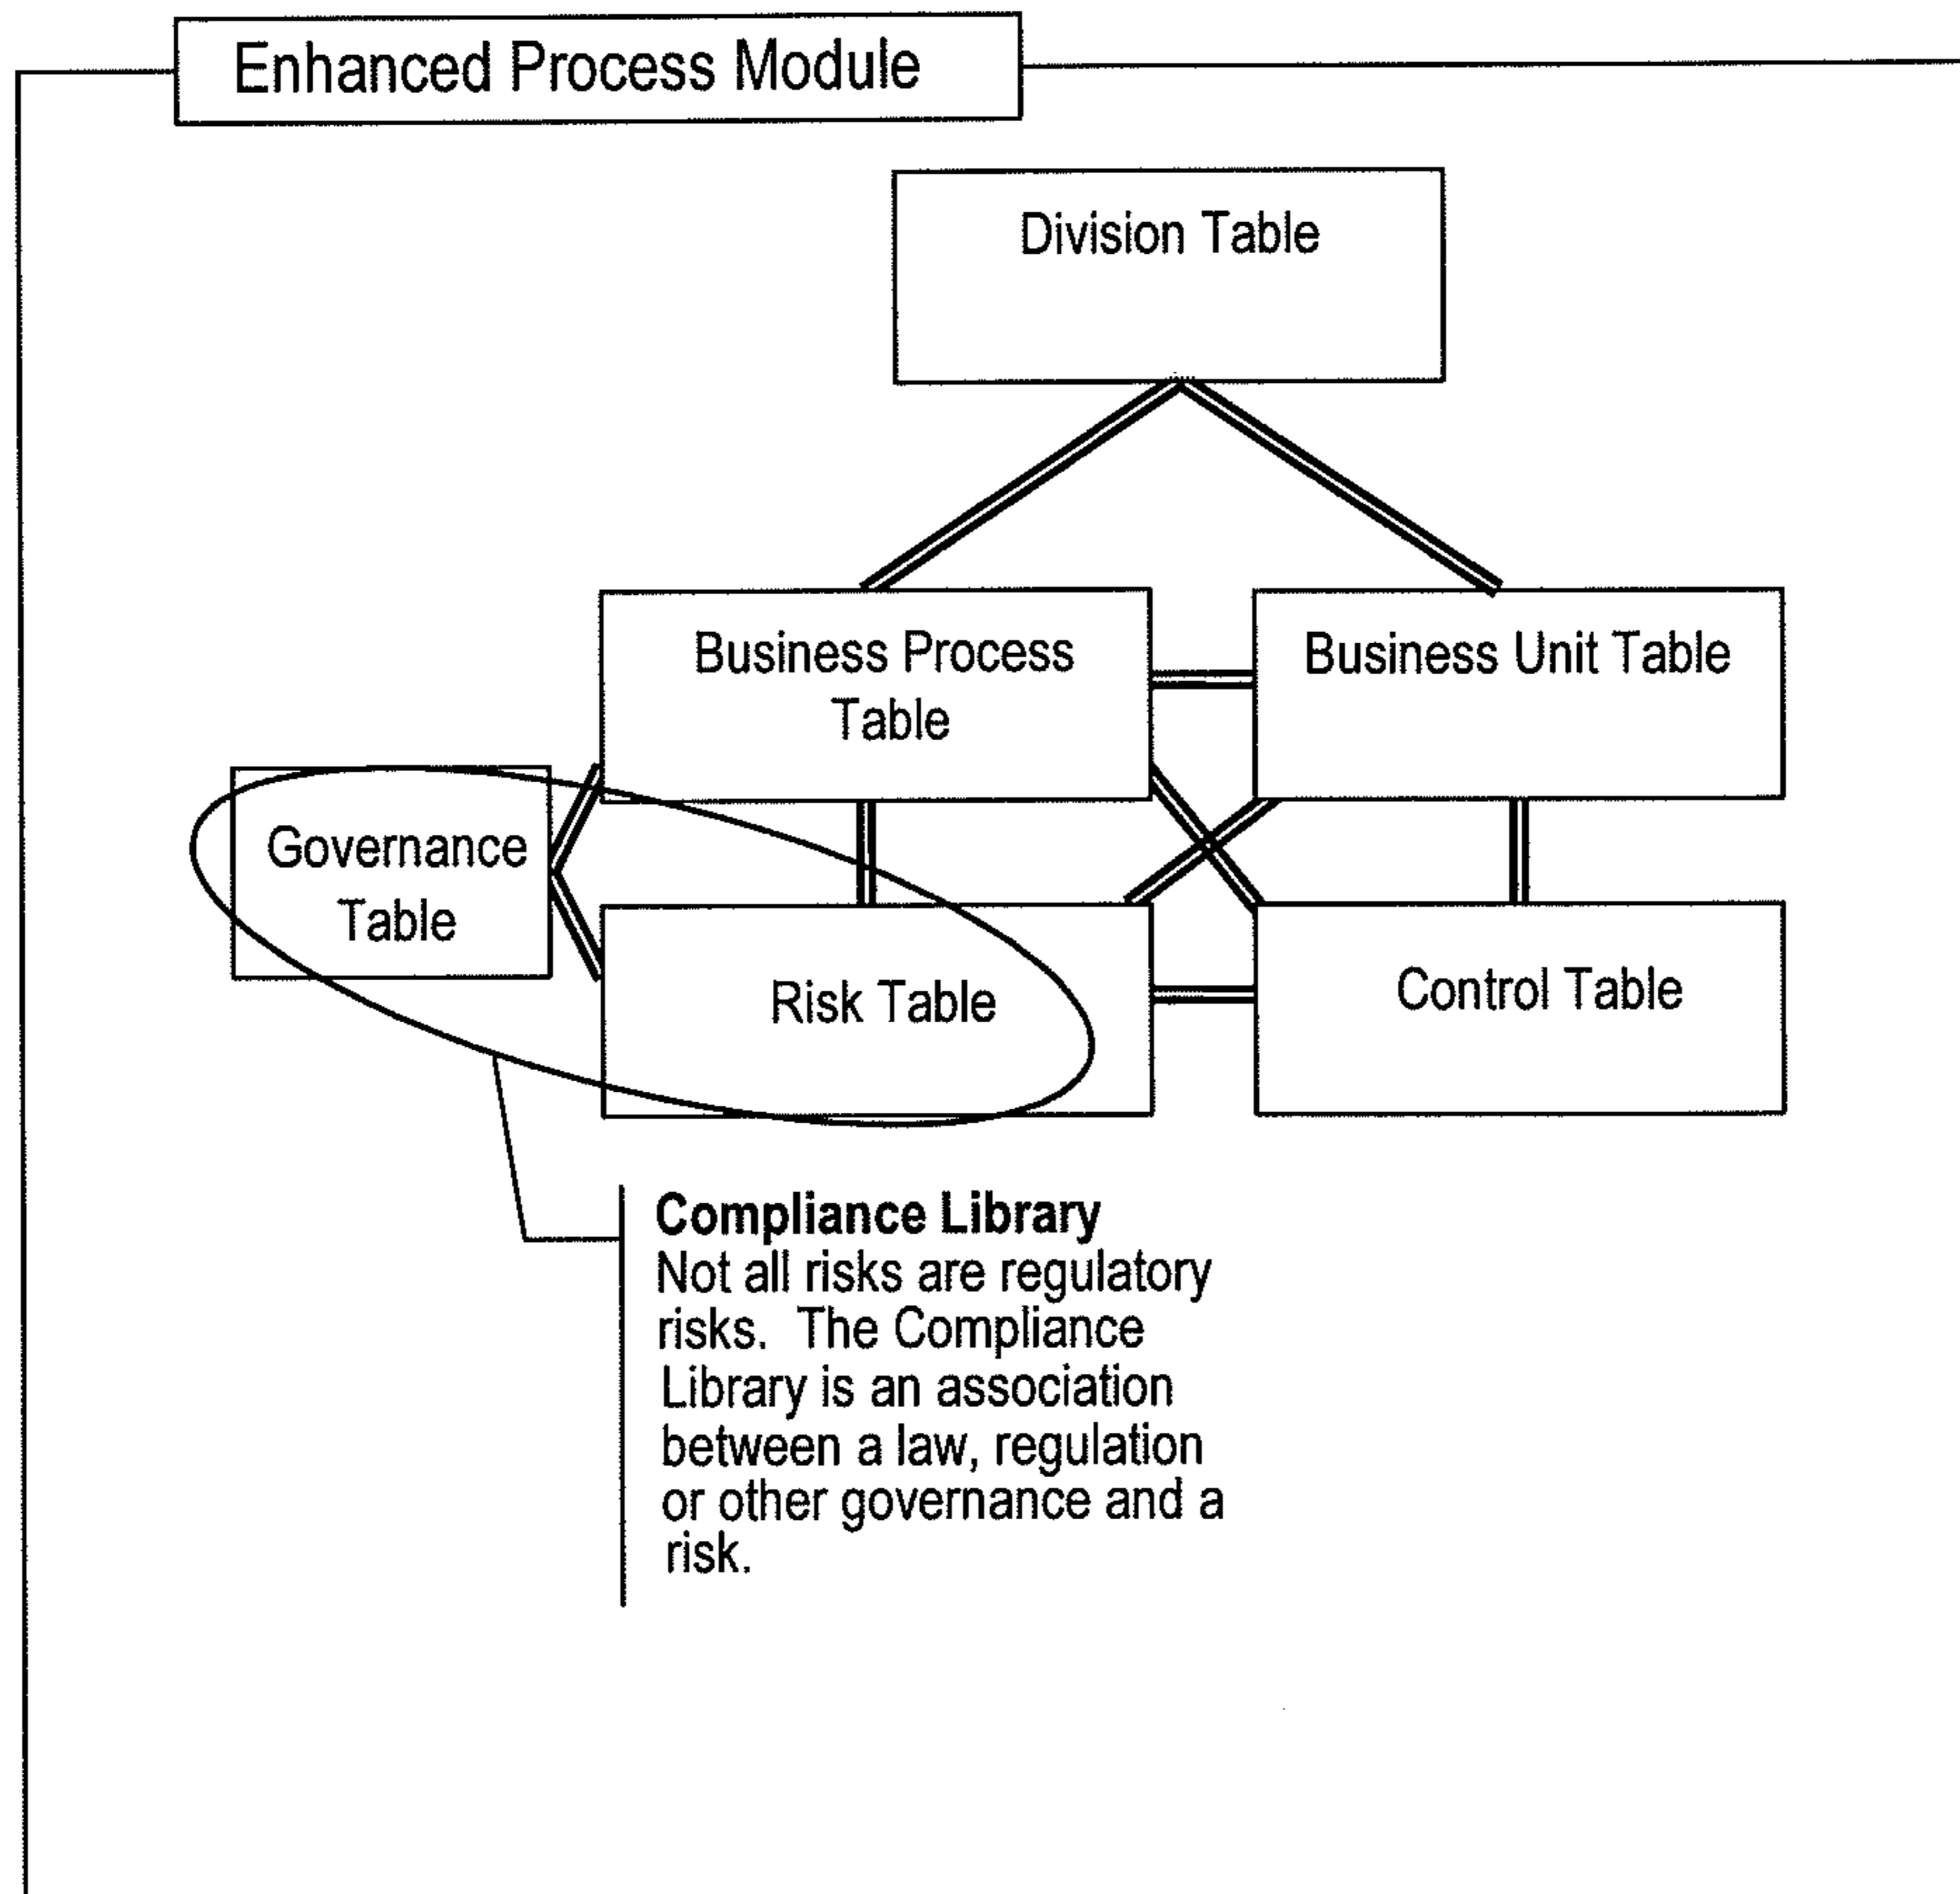 Enhanced Process Module
Division Table
Business Process
Table
Business Unit Table
Governance
Table
Risk Table
Control Table
Compliance Library
Not all risks are regulatory
risks. The Compliance
Library is an association
between a law, regulation
or other governance and a
risk.